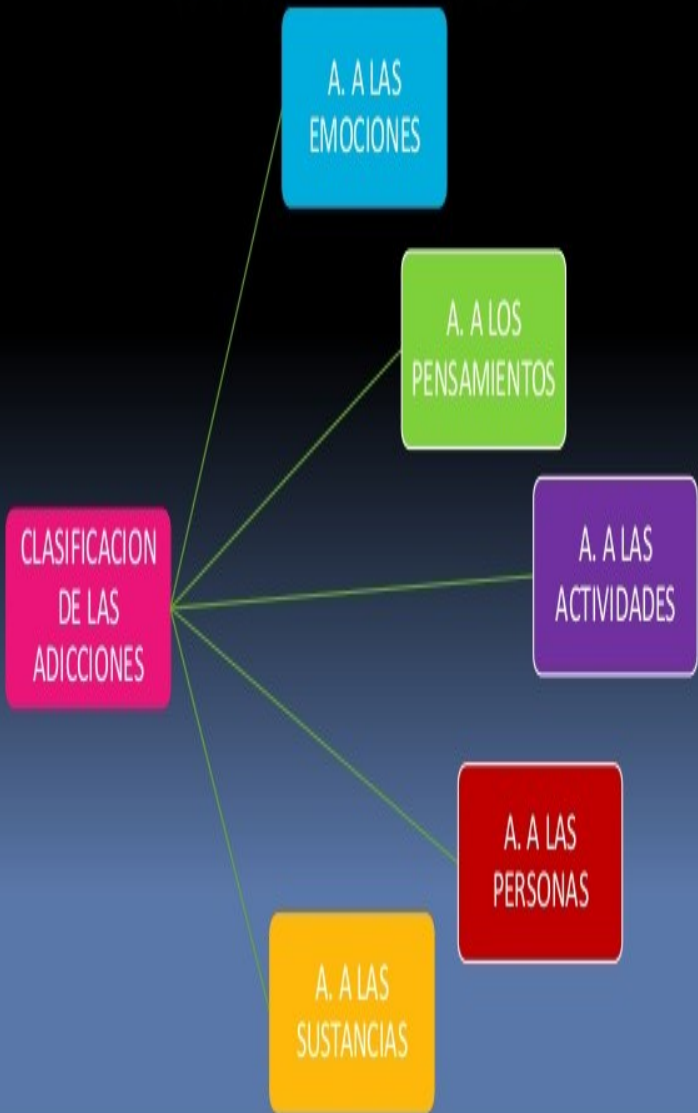 A. A LAS
EMOCIONES
A. A LOS
PENSAMIENTOS
CLASIFICACION
DE LAS
ADICCIONES
A. A LAS
ACTIVIDADES
A. A LAS
PERSONAS
A. A LAS
SUSTANCIAS